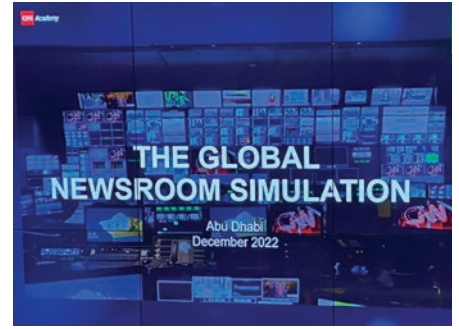 CNN Academy
THE GLOBAL
NEWSROOM SIMULATION
Abu Dhabi
December 2022